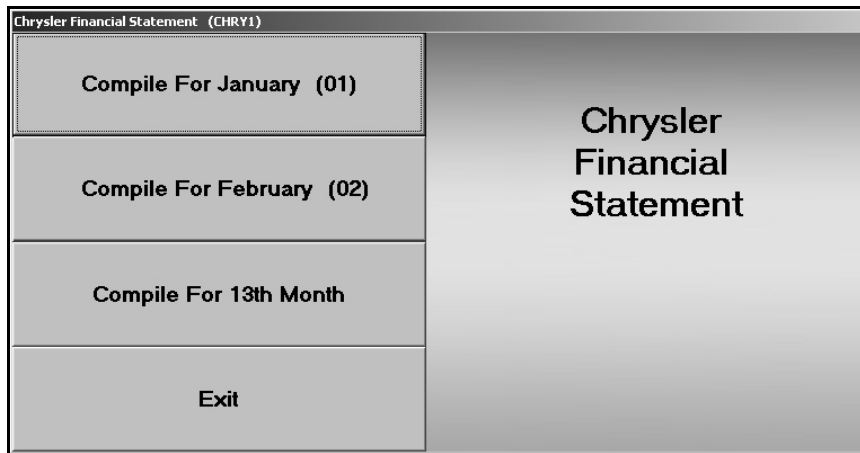 Chrysler Financial Statement (CHRY1)
Compile For January (01)
Compile For February (02)
Compile For 13th Month
Exit
Chrysler
Financial
Statement